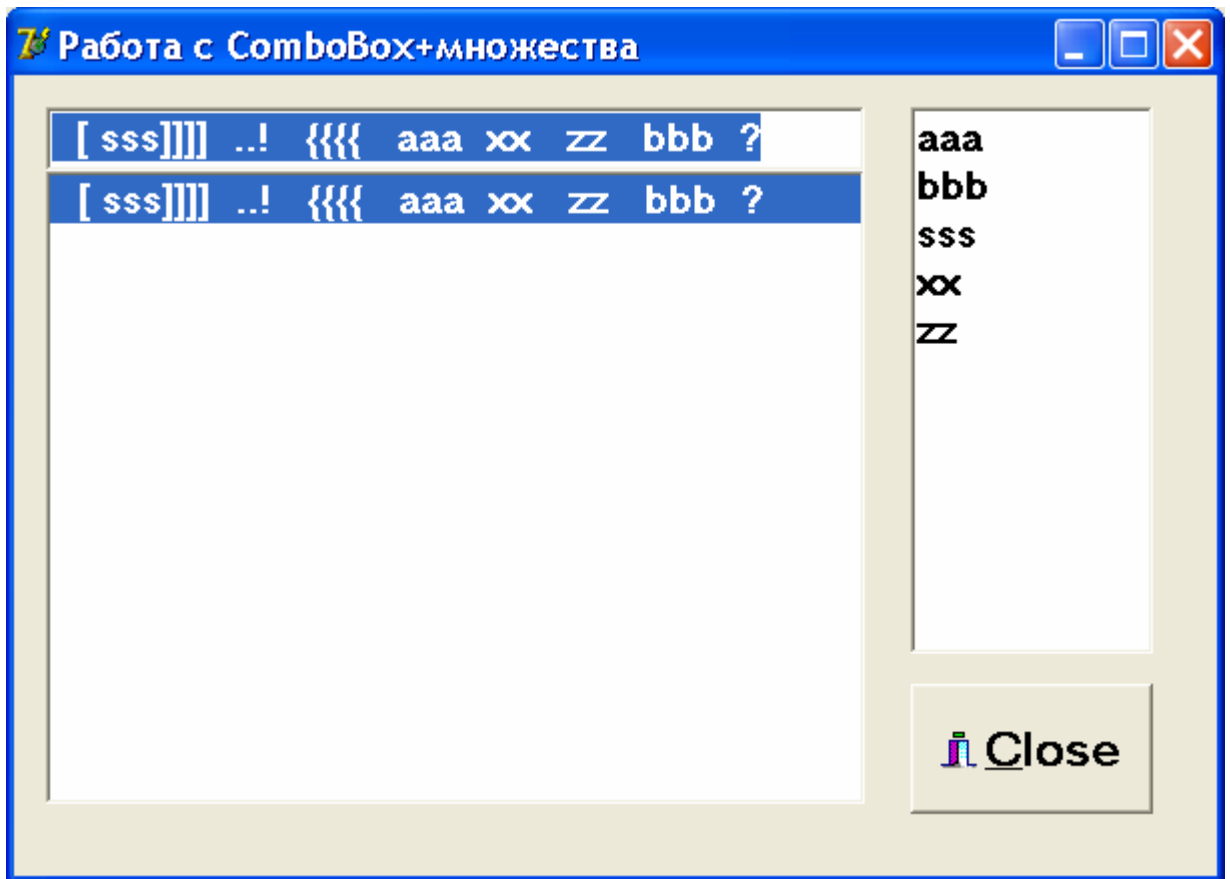 Работа с ComboBox+множества
[ sss]]]] ..! {{{{ aaa xx zz bbb ?
[ sss]]]] ..! {{{{ aaa xx zz bbb ?
aaa
bbb
sss
xx
zz
Close